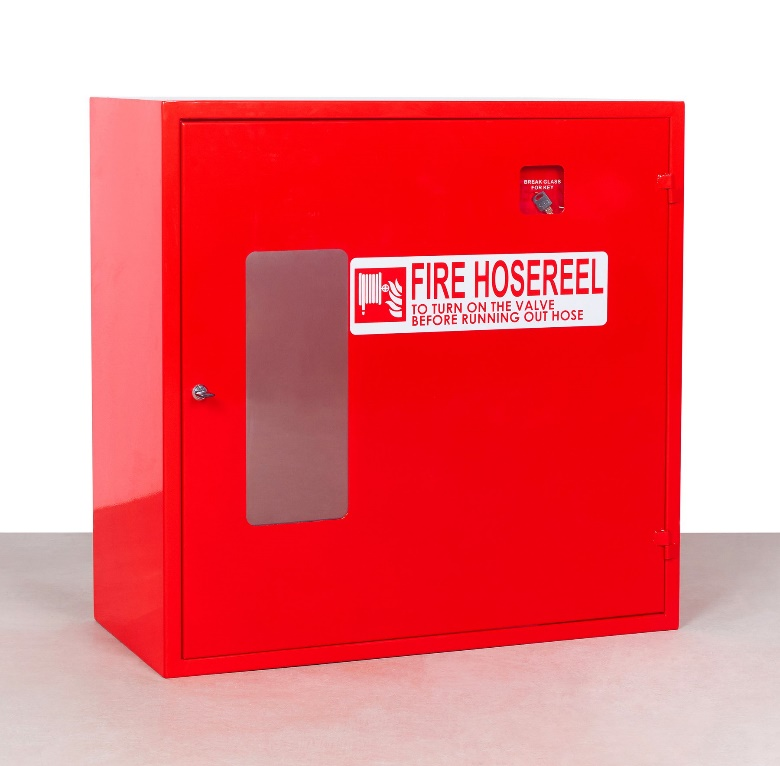 BREAK GLASS
FOR KEY
FIRE HOSEREEL
TO TURN ON THE VALVE
BEFORE RUNNING OUT HOSE